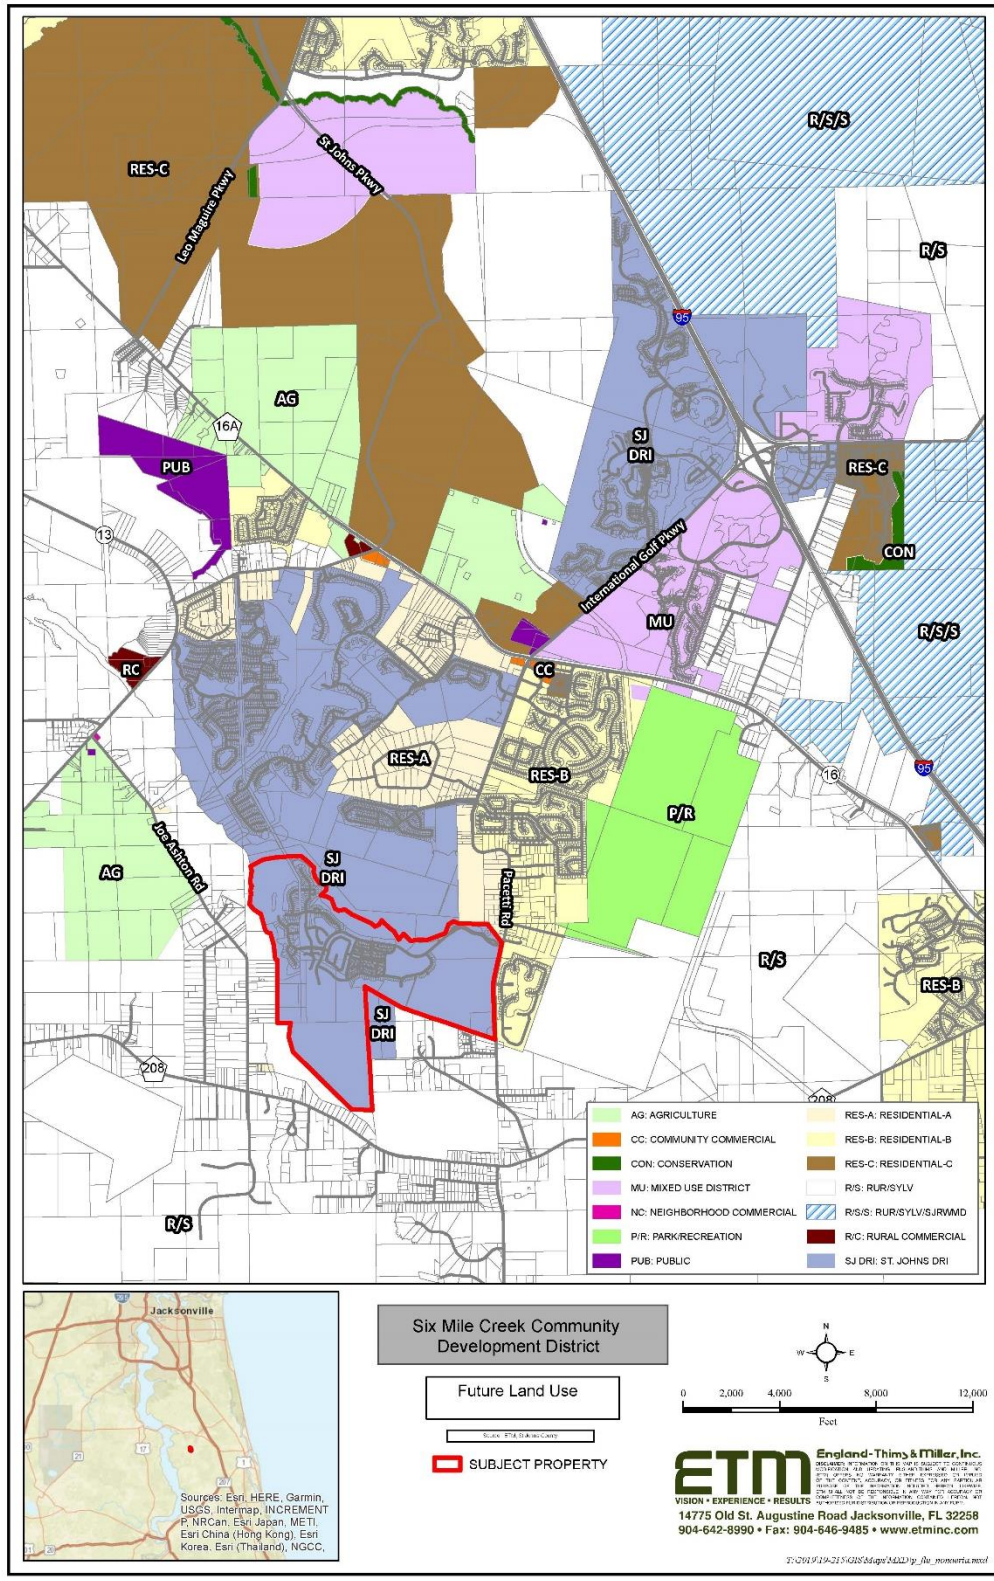 R/S/S
RES-C
St Johns Pkwy
Leo Maguire Pkwy
R/S
95
AG
16A
SJ
DRI
PUB
RES-C
13
CON
International Golf Pkwy
MU
R/S/S
RC
CC
RES-A
RES-B
95
16
P/R
Joe Ashton Rd
SJ
DRI
AG
Pacetti Rd
R/S
RES-B
SJ
DRI
208
208
R/S
AG: AGRICULTURE
CC: COMMUNITY COMMERCIAL
CON: CONSERVATION
MU: MIXED USE DISTRICT
NC: NEIGHBORHOOD COMMERCIAL
P/R: PARK/RECREATION
PUB: PUBLIC
RES-A: RESIDENTIAL-A
RES-B: RESIDENTIAL-B
RES-C: RESIDENTIAL-C
R/S: RUR/SYLV
R/S/S: RUR/SYLV/SJRWMD
R/C: RURAL COMMERCIAL
SJ DRI: ST. JOHNS DRI
Jacksonville
17
1
Sources: Esri, HERE, Garmin,
USGS, Intermap, INCREMENT
P, NRCan, Esri Japan, METI,
Esri China (Hong Kong), Esri
Korea, Esri (Thailand), NGCC,
Six Mile Creek Community
Development District
Future Land Use
SUBJECT PROPERTY
N
W E
S
0 2,000 4,000 8,000 12,000
Feet
ETM
VISION • EXPERIENCE • RESULTS
England-Thims & Miller, Inc.
14775 Old St. Augustine Road Jacksonville, FL 32258
904-642-8990 • Fax: 904-646-9485 • www.etminc.com